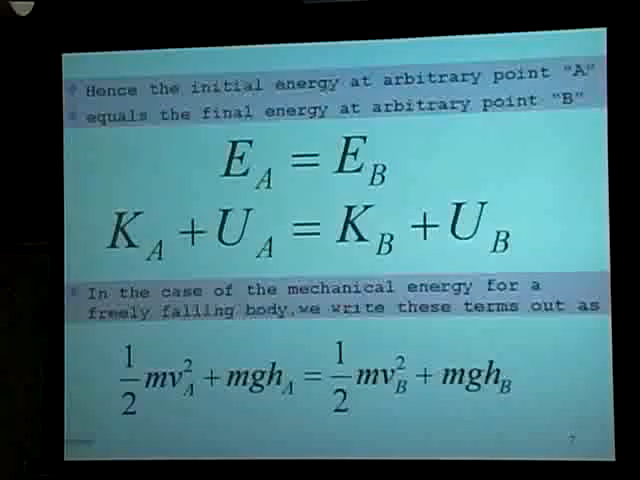 Hence the initial energy at arbitrary point "A"
equals the final energy at arbitrary point "B"
E_A = E_B
K_A + U_A = K_B + U_B
In the case of the mechanical energy for a
freely falling body, we write these terms out as
\frac{1}{2}mv_A^2 + mgh_A = \frac{1}{2}mv_B^2 + mgh_B
7